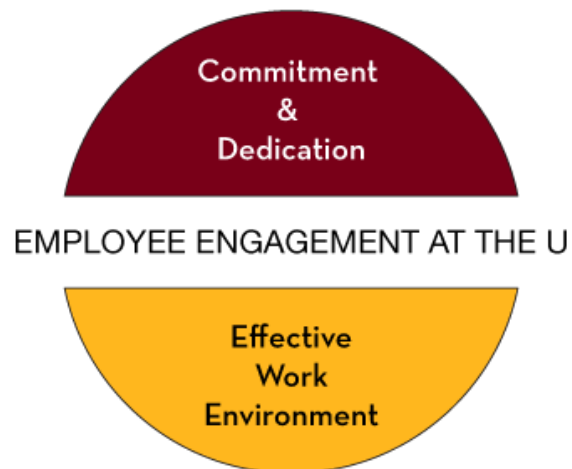 Commitment
&
Dedication
EMPLOYEE ENGAGEMENT AT THE U
Effective
Work
Environment